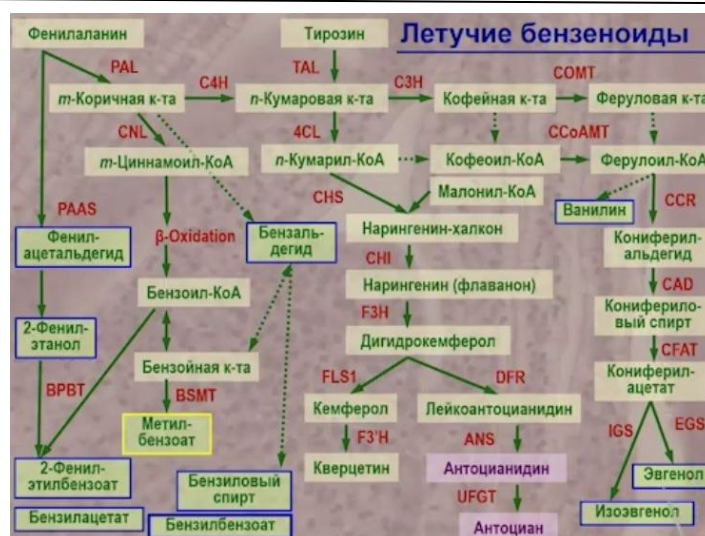 Летучие бензеноиды
Фенилаланин
Тирозин
PAL
TAL
C4H
C3H
COMT
m-Коричная к-та
n-Кумаровая к-та
Кофейная к-та
Феруловая к-та
CNL
4CL
CCoAMT
m-Циннамоил-КоА
n-Кумарил-КоА
Кофеоил-КоА
Ферулоил-КоА
CHS
Малонил-КоА
Ванилин
CCR
PAAS
Фенил-
ацетальдегид
β-Oxidation
Бензаль-
дегид
Нарингенин-халкон
Кониферил-
альдегид
CHI
CAD
Бензоил-КоА
Нарингенин (флаванон)
Кониферило-
вый спирт
F3H
2-Фенил-
этанол
Дигидрокемферол
CFAT
Бензойная к-та
Кониферил-
ацетат
BPBT
BSMT
FLS1
DFR
Метил-
бензоат
Кемферол
Лейкоантоцианидин
IGS
EGS
F3'H
ANS
2-Фенил-
этилбензоат
Бензиловый
спирт
Кверцетин
Антоцианидин
Эвгенол
UFGT
Изоэвгенол
Бензилацетат
Бензилбензоат
Антоциан